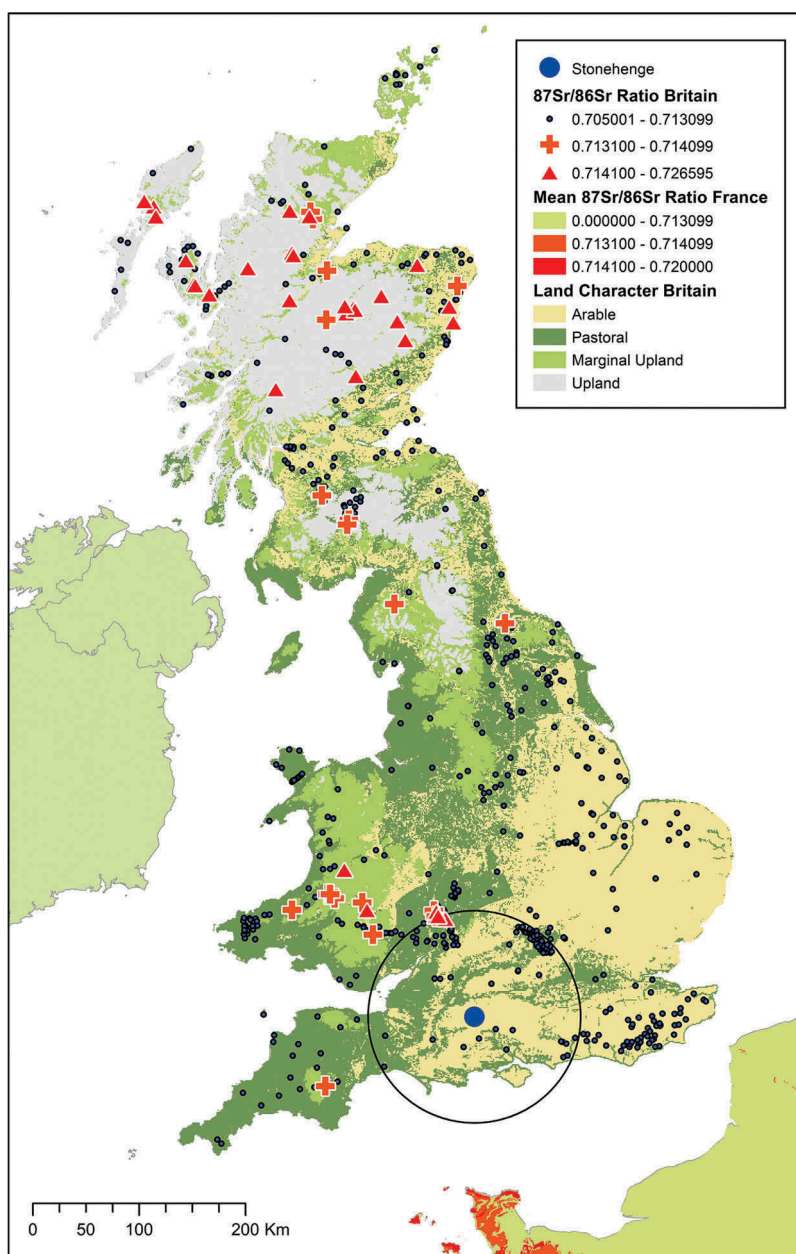 Stonehenge
87Sr/86Sr Ratio Britain
0.705001 - 0.713099
0.713100 - 0.714099
0.714100 - 0.726595
Mean 87Sr/86Sr Ratio France
0.000000 - 0.713099
0.713100 - 0.714099
0.714100 - 0.720000
Land Character Britain
Arable
Pastoral
Marginal Upland
Upland
0 50 100 200 Km